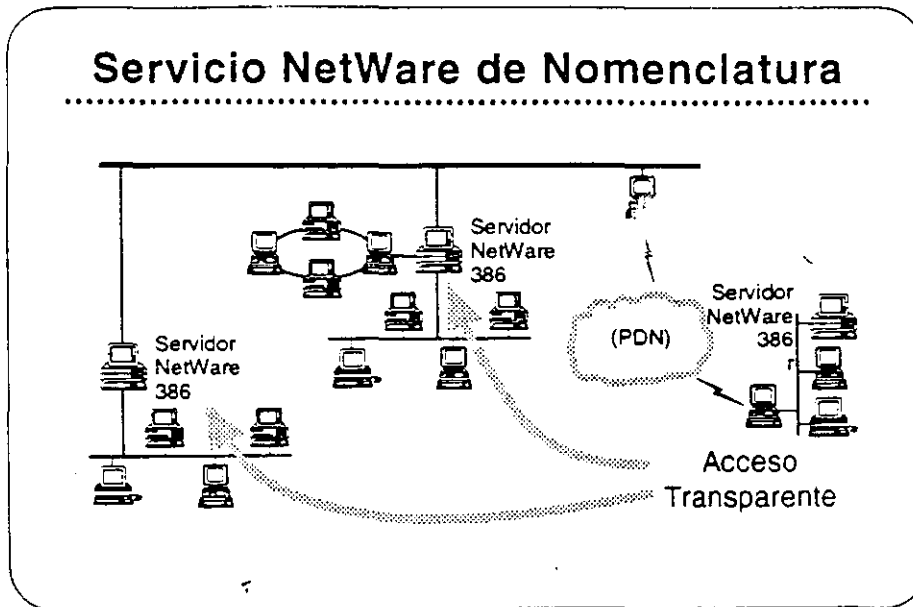 Servicio NetWare de Nomenclatura
Servidor
NetWare
386
Servidor
NetWare
386
(PDN)
Servidor
NetWare
386
Acceso
Transparente